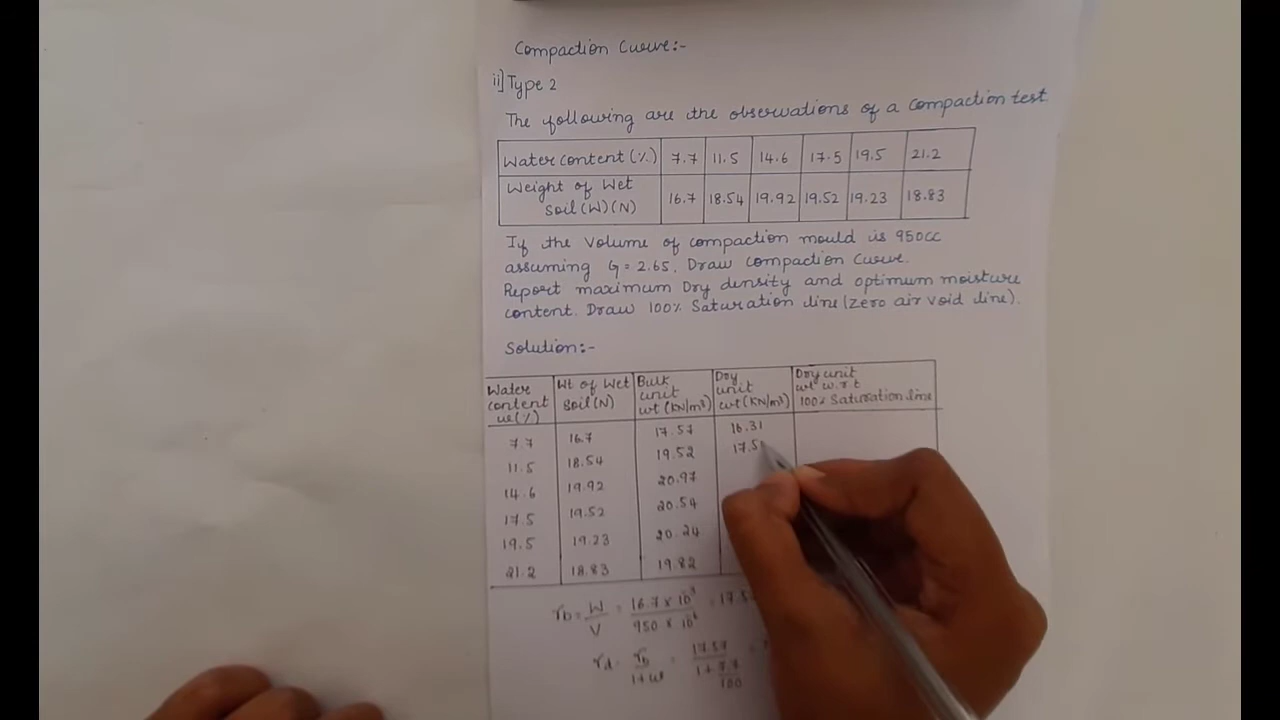 Compaction Curve:-
ii] Type 2
The following are the observations of a compaction test.
Water content (%) 7.7 11.5 14.6 17.5 19.5 21.2
Weight of Wet
Soil (W) (N) 16.7 18.54 19.92 19.52 19.23 18.83
If the Volume of compaction mould is 950cc
assuming G = 2.65, Draw compaction Curve.
Report maximum Dry density and optimum moisture
content. Draw 100% Saturation line (Zero air void line).
Solution:-
Water
content
w(%)
Wt of Wet
Soil (N)
Bulk
unit
wt (KN/m³)
Dry
unit
wt (KN/m³)
Dry unit
wt w.r.t
100% Saturation line
7.7 16.7 17.57 16.31
11.5 18.54 19.52 17.5
14.6 19.92 20.97
17.5 19.52 20.54
19.5 19.23 20.24
21.2 18.83 19.82
γb = W/V = 16.7 × 10³ / 950 × 10⁶ = 17.5
γd = γb / 1+w = 17.57 / 1 + 7.7/100 =